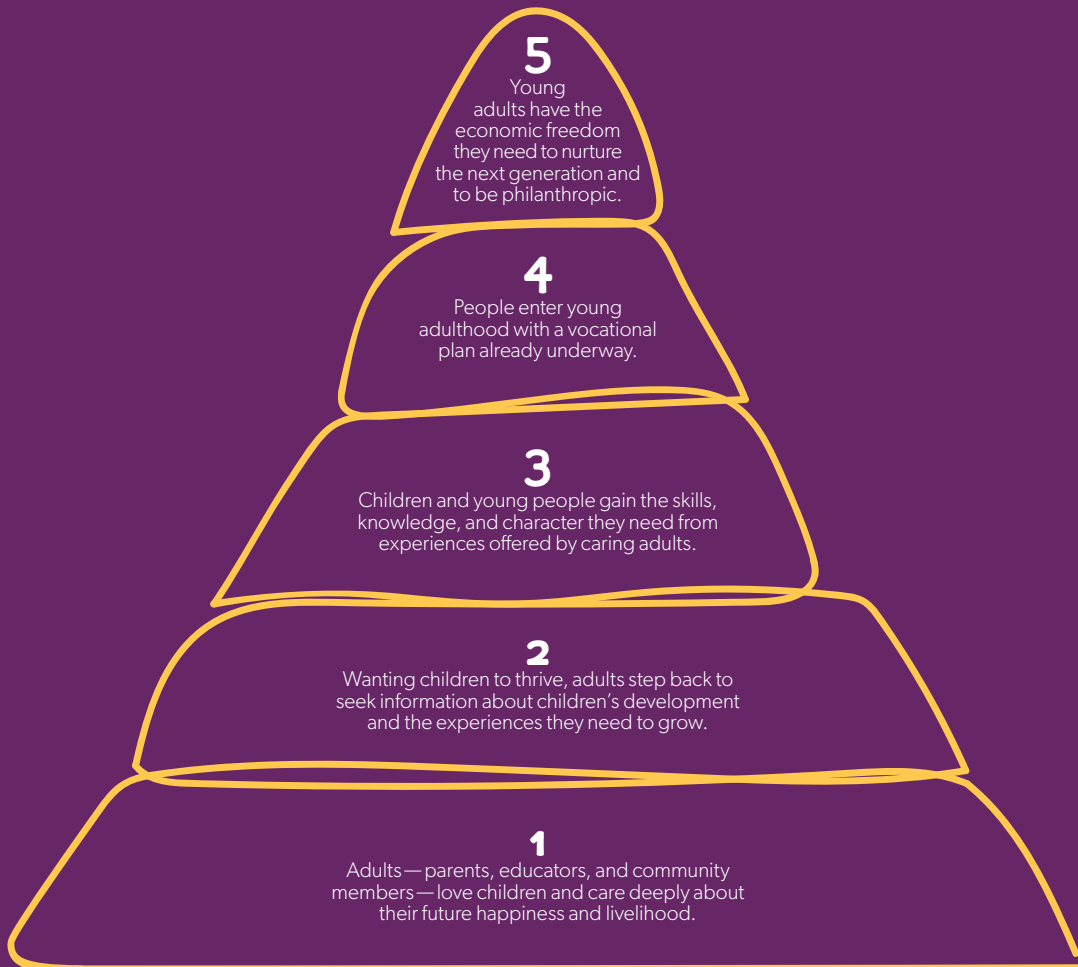 5
Young
adults have the
economic freedom
they need to nurture
the next generation and
to be philanthropic.
4
People enter young
adulthood with a vocational
plan already underway.
3
Children and young people gain the skills,
knowledge, and character they need from
experiences offered by caring adults.
2
Wanting children to thrive, adults step back to
seek information about children’s development
and the experiences they need to grow.
1
Adults—parents, educators, and community
members—love children and care deeply about
their future happiness and livelihood.